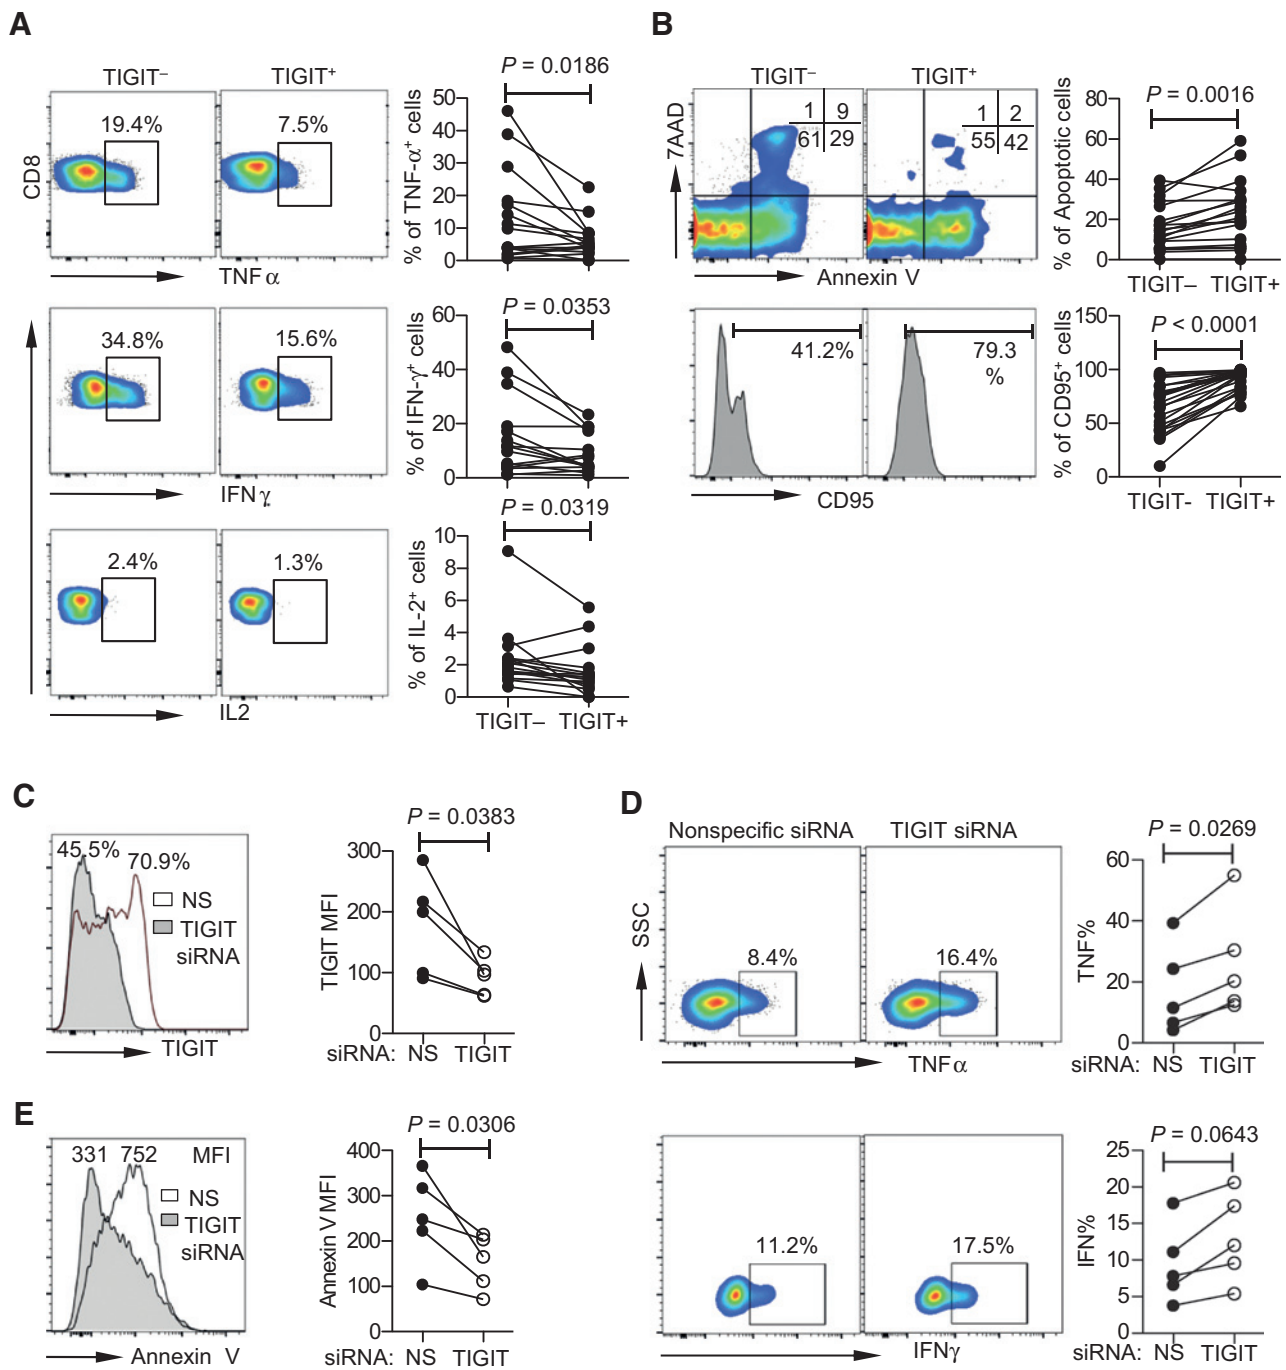 A
TIGIT– TIGIT+
19.4% 7.5%
CD8
TNFα
P = 0.0186
% of TNF-α+ cells
50
40
30
20
10
0
34.8% 15.6%
IFNγ
P = 0.0353
% of IFN-γ+ cells
60
40
20
0
2.4% 1.3%
IL2
P = 0.0319
% of IL-2+ cells
10
8
6
4
2
0
TIGIT– TIGIT+
B
TIGIT– TIGIT+
7AAD
1 9
61 29
1 2
55 42
Annexin V
P = 0.0016
% of Apoptotic cells
80
60
40
20
0
TIGIT– TIGIT+
41.2% 79.3
%
CD95
P < 0.0001
% of CD95+ cells
150
100
50
0
TIGIT- TIGIT+
C
45.5% 70.9%
NS
TIGIT
siRNA
TIGIT
P = 0.0383
TIGIT MFI
300
200
100
0
siRNA: NS TIGIT
D
Nonspecific siRNA TIGIT siRNA
SSC
8.4% 16.4%
TNFα
P = 0.0269
TNF%
60
40
20
0
siRNA: NS TIGIT
11.2% 17.5%
IFNγ
P = 0.0643
IFN%
25
20
15
10
5
0
siRNA: NS TIGIT
E
331 752 MFI
NS
TIGIT
siRNA
Annexin V
P = 0.0306
Annexin V MFI
400
300
200
100
0
siRNA: NS TIGIT